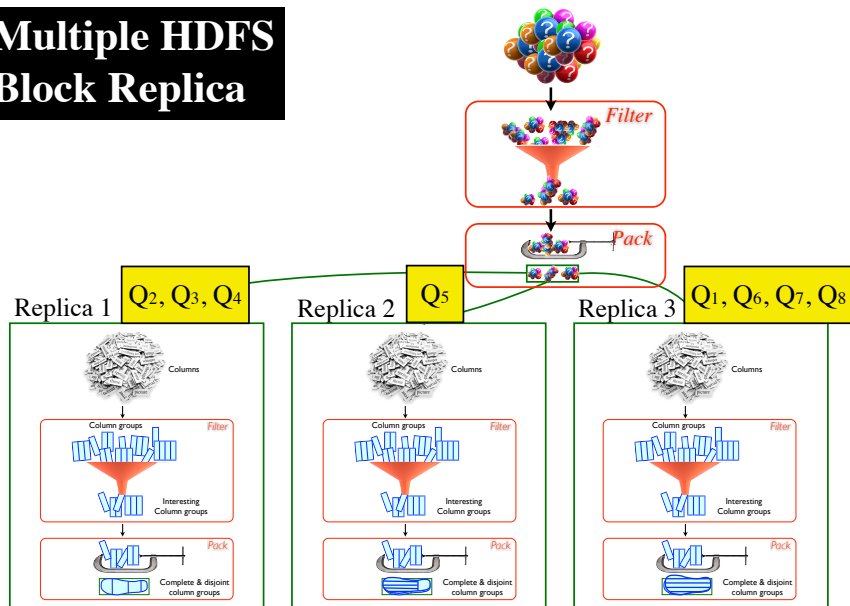 Multiple HDFS
Block Replica
Filter
Pack
Q2, Q3, Q4
Q5
Q1, Q6, Q7, Q8
Replica 1
Replica 2
Replica 3
Columns
Column groups
Filter
Interesting
Column groups
Pack
Complete & disjoint
column groups
Columns
Column groups
Filter
Interesting
Column groups
Pack
Complete & disjoint
column groups
Columns
Column groups
Filter
Interesting
Column groups
Pack
Complete & disjoint
column groups